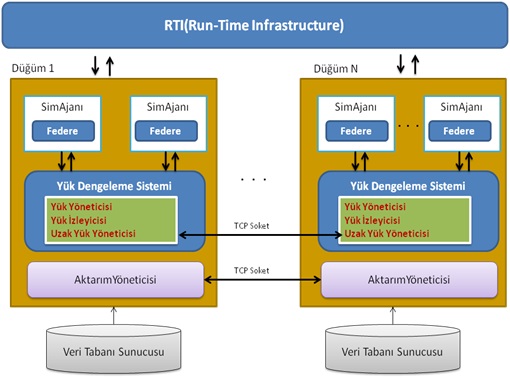 RTI(Run-Time Infrastructure)
Düğüm 1
Düğüm N
SimAjanı
SimAjanı
SimAjanı
SimAjanı
Federe
Federe
Federe
Federe
. . .
. . .
Yük Dengeleme Sistemi
Yük Dengeleme Sistemi
Yük Yöneticisi
Yük İzleyicisi
Uzak Yük Yöneticisi
Yük Yöneticisi
Yük İzleyicisi
Uzak Yük Yöneticisi
TCP Soket
TCP Soket
AktarımYöneticisi
AktarımYöneticisi
Veri Tabanı Sunucusu
Veri Tabanı Sunucusu